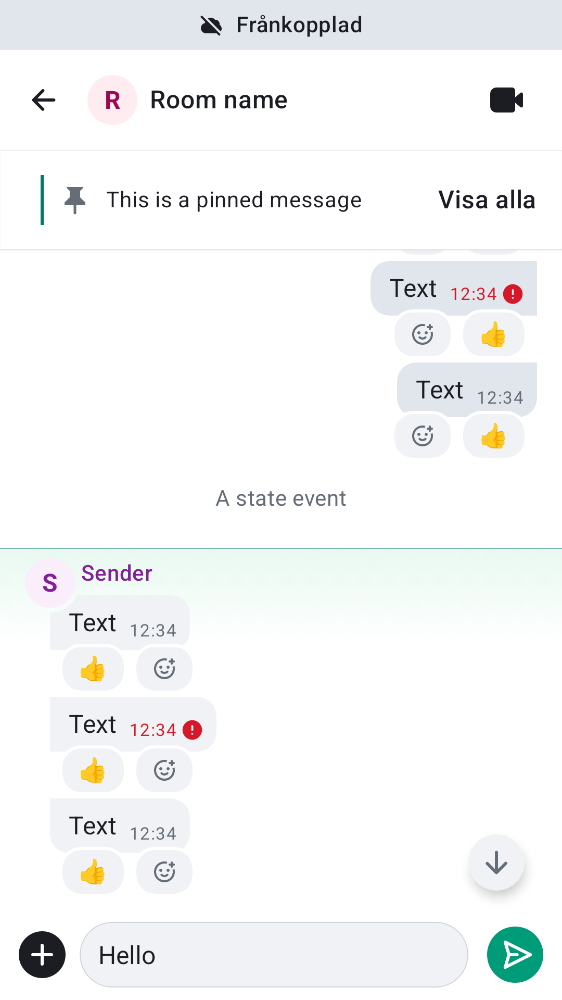 Frånkopplad
R Room name
This is a pinned message Visa alla
Text 12:34
Text 12:34
A state event
S Sender
Text 12:34
Text 12:34
Text 12:34
Hello